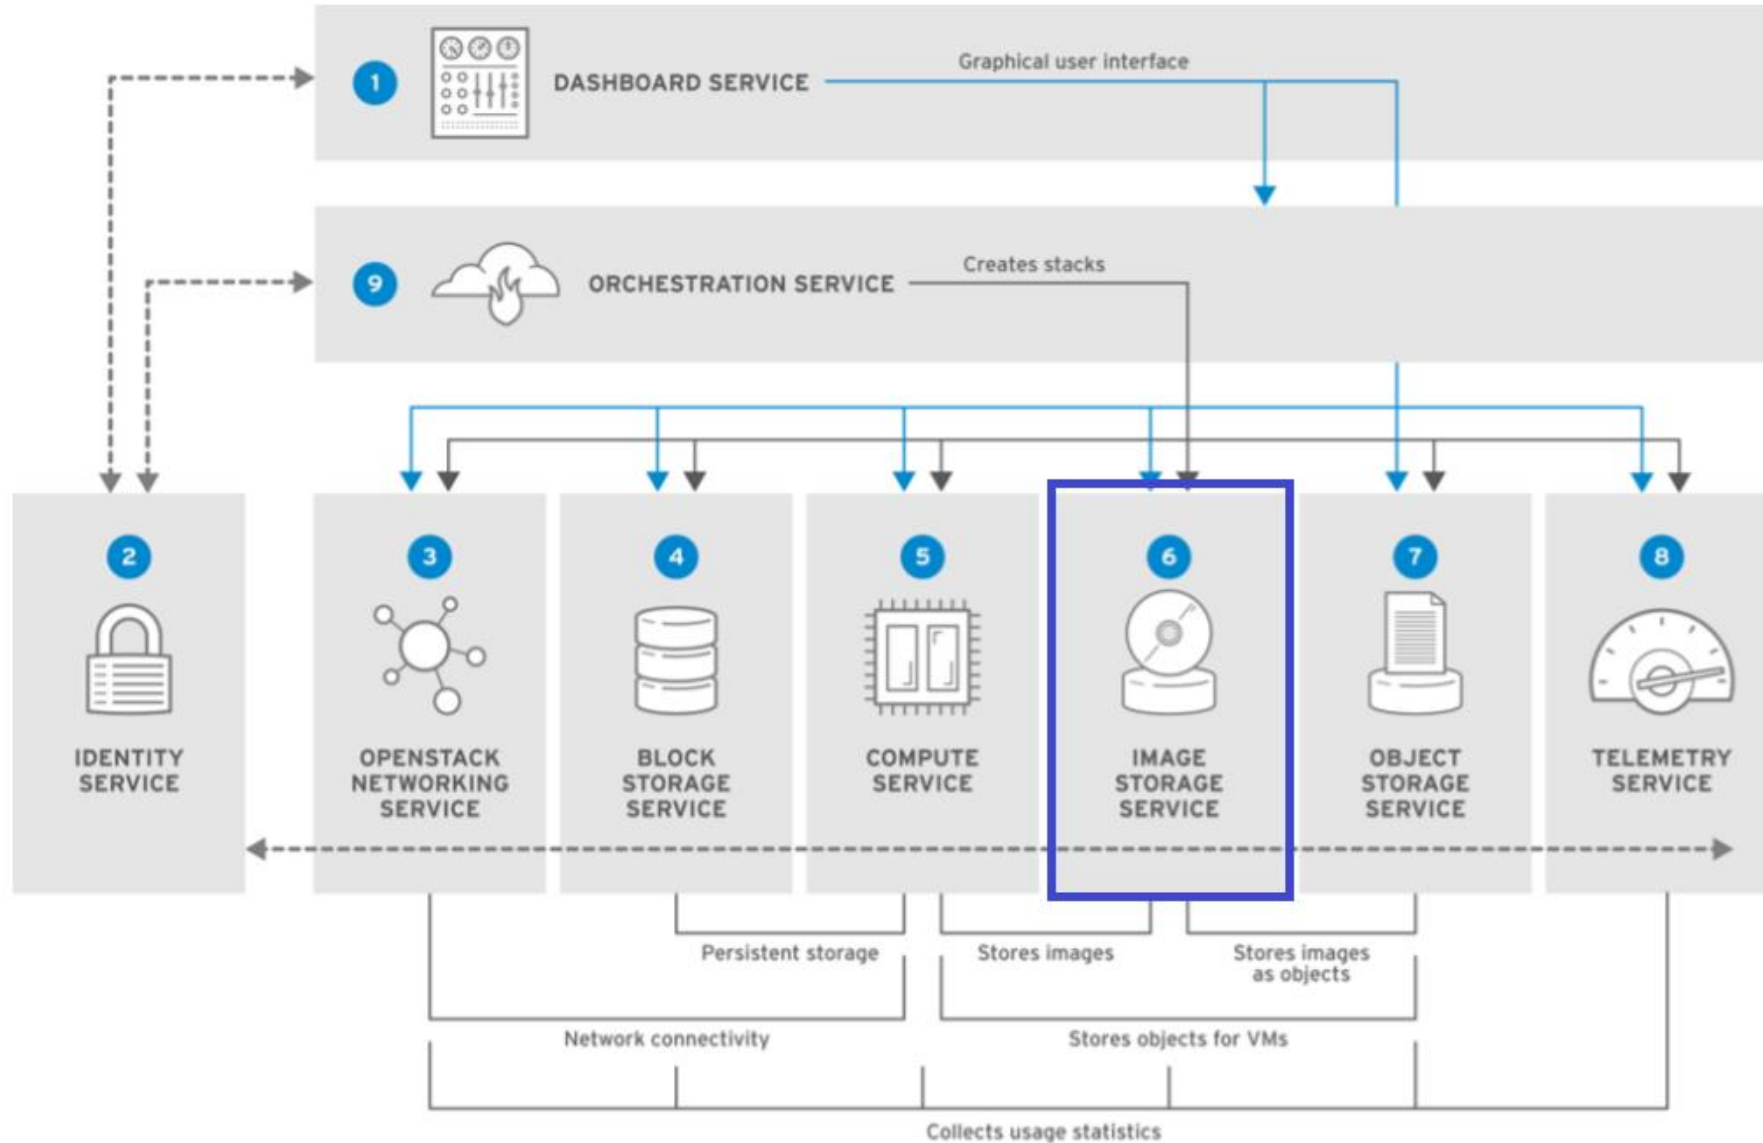 1
DASHBOARD SERVICE
Graphical user interface
9
ORCHESTRATION SERVICE
Creates stacks
2
IDENTITY
SERVICE
3
OPENSTACK
NETWORKING
SERVICE
4
BLOCK
STORAGE
SERVICE
5
COMPUTE
SERVICE
6
IMAGE
STORAGE
SERVICE
7
OBJECT
STORAGE
SERVICE
8
TELEMETRY
SERVICE
Persistent storage
Stores images
Stores images
as objects
Network connectivity
Stores objects for VMs
Collects usage statistics